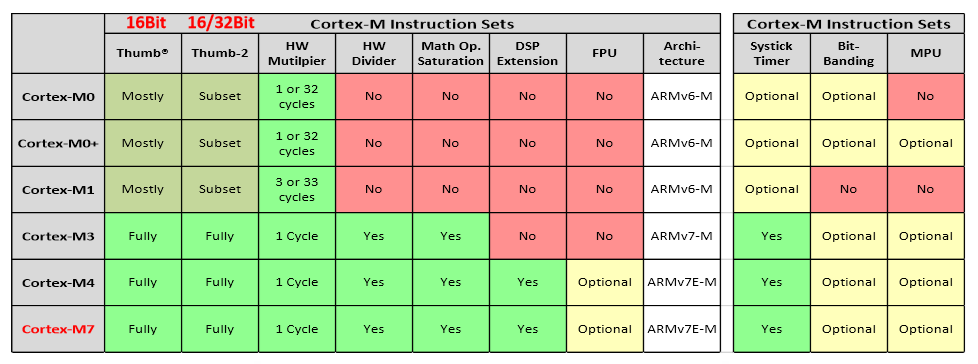 16Bit 16/32Bit Cortex-M Instruction Sets Cortex-M Instruction Sets
Thumb® Thumb-2 HW Mutilpier HW Divider Math Op. Saturation DSP Extension FPU Archi-tecture Systick Timer Bit-Banding MPU
Cortex-M0 Mostly Subset 1 or 32 cycles No No No No ARMv6-M Optional Optional No
Cortex-M0+ Mostly Subset 1 or 32 cycles No No No No ARMv6-M Optional Optional Optional
Cortex-M1 Mostly Subset 3 or 33 cycles No No No No ARMv6-M Optional No No
Cortex-M3 Fully Fully 1 Cycle Yes Yes No No ARMv7-M Yes Optional Optional
Cortex-M4 Fully Fully 1 Cycle Yes Yes Yes Optional ARMv7E-M Yes Optional Optional
Cortex-M7 Fully Fully 1 Cycle Yes Yes Yes Optional ARMv7E-M Yes Optional Optional